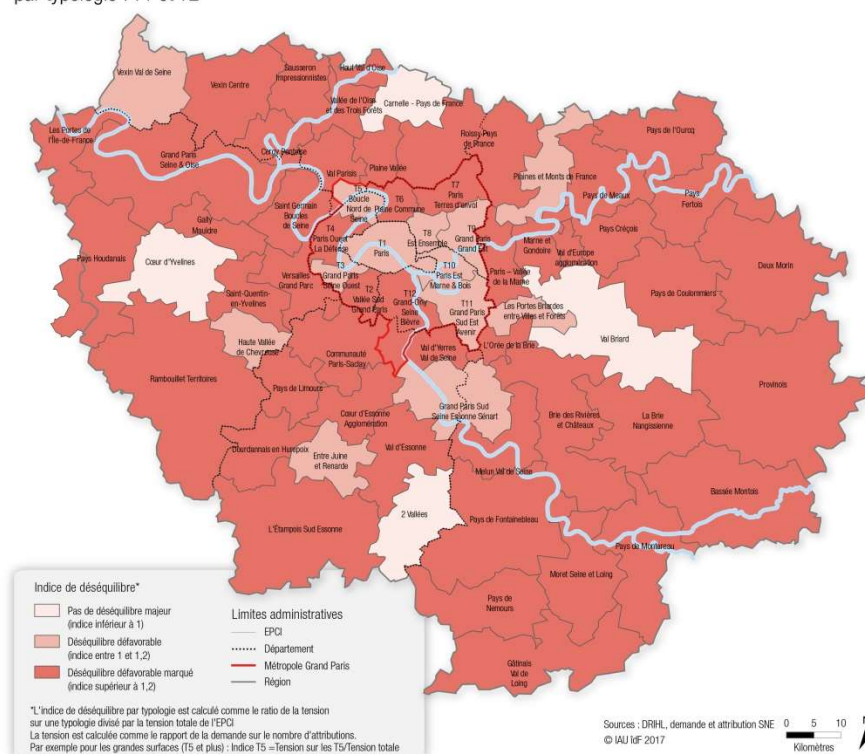 Vexin Val de Seine
Vexin Centre
Sausseron
Impressionnistes
Haut Val d'Oise
Vallée de l'Oise
et des Trois Forêts
Carnelle - Pays de France
Roissy-Pays
de France
Pays de l'Ourcq
Les Portes de
l'Île-de-France
Grand Paris
Seine & Oise
Cergy Pontoise
Val Parisis
Plaine Vallée
Plaines et Monts de France
Pays de Meaux
Pays
Fertois
T5
Boucle
Nord de
Seine
T6
Plaine Commune
T7
Paris
Terres d'envol
Saint Germain
Boucles
de Seine
Gally
Mauldre
T4
Paris Ouest
La Défense
T1
Paris
T8
Est Ensemble
T9
Grand Paris
Grand Est
Marne et
Gondoire
Val d'Europe
agglomération
Pays Créçois
Deux Morin
Pays Houdanais
Cœur d'Yvelines
Versailles
Grand Parc
T3
Grand Paris
Seine Ouest
T10
Paris Est
Marne & Bois
Paris – Vallée
de la Marne
Pays de Coulommiers
Saint-Quentin-
en-Yvelines
T2
Vallée Sud
Grand Paris
T12
Grand-Orly
Seine
Bièvre
T11
Grand Paris
Sud Est
Avenir
Les Portes Briardes
entre Villes et Forêts
Val Briard
Haute Vallée
de Chevreuse
Communauté
Paris-Saclay
Val d'Yerres
Val de Seine
L'Orée de la Brie
Rambouillet Territoires
Pays de Limours
Provinois
Cœur d'Essonne
Agglomération
Grand Paris Sud
Seine Essonne Sénart
Brie des Rivières
et Châteaux
La Brie
Nangissienne
Dourdannais en Hurepoix
Entre Juine
et Renarde
Val d'Essonne
Melun Val de Seine
Bassée Montois
L'Étampois Sud Essonne
2 Vallées
Pays de Fontainebleau
Pays de Montereau
Moret Seine et Loing
Pays de
Nemours
Gâtinais
Val de
Loing
Indice de déséquilibre*
Pas de déséquilibre majeur
(indice inférieur à 1)
Déséquilibre défavorable
(indice entre 1 et 1,2)
Déséquilibre défavorable marqué
(indice supérieur à 1,2)
Limites administratives
EPCI
Département
Métropole Grand Paris
Région
*L'indice de déséquilibre par typologie est calculé comme le ratio de la tension
sur une typologie divisé par la tension totale de l'EPCI
La tension est calculée comme le rapport de la demande sur le nombre d'attributions.
Par exemple pour les grandes surfaces (T5 et plus) : Indice T5 =Tension sur les T5/Tension totale
Sources : DRIHL, demande et attribution SNE
© IAU îdF 2017
0 5 10
Kilomètres